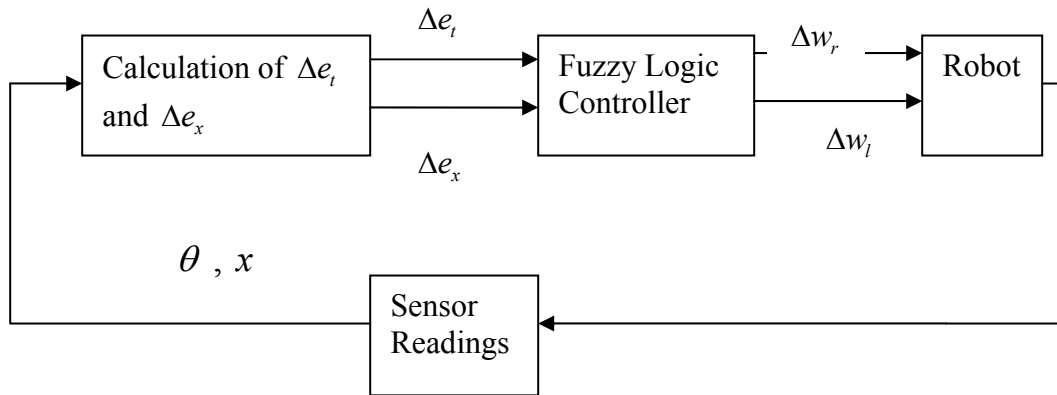 Δe_t
Calculation of Δe_t
and Δe_x
Fuzzy Logic
Controller
Δw_r
Robot
Δe_x
Δw_l
θ , x
Sensor
Readings